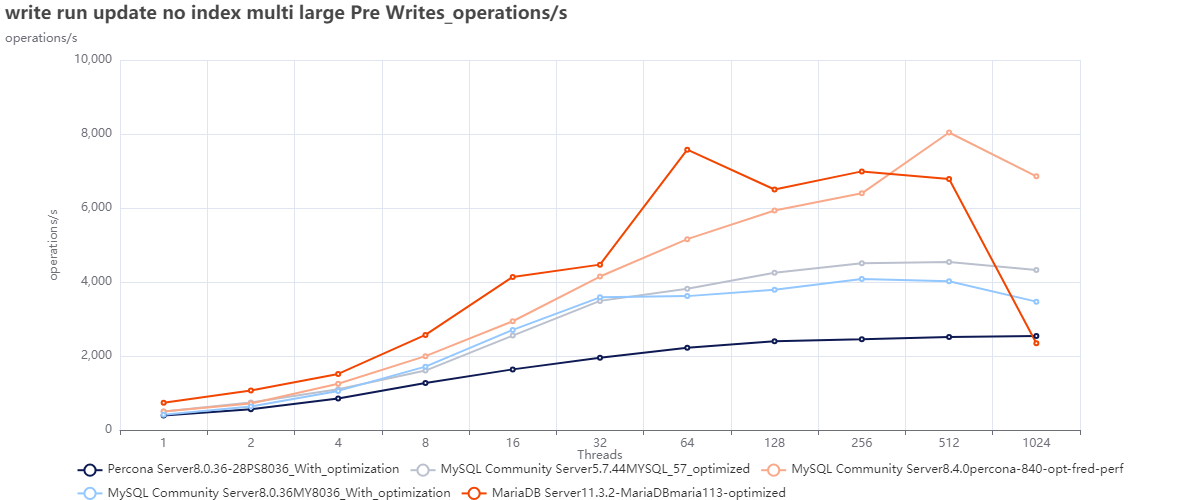 write run update no index multi large Pre Writes_operations/s
operations/s
10,000
8,000
6,000
4,000
2,000
0
operations/s
1 2 4 8 16 32 64 128 256 512 1024
Threads
Percona Server8.0.36-28PS8036_With_optimization MySQL Community Server5.7.44MYSQL_57_optimized MySQL Community Server8.4.0percona-840-opt-fred-perf
MySQL Community Server8.0.36MY8036_With_optimization MariaDB Server11.3.2-MariaDBmaria113-optimized